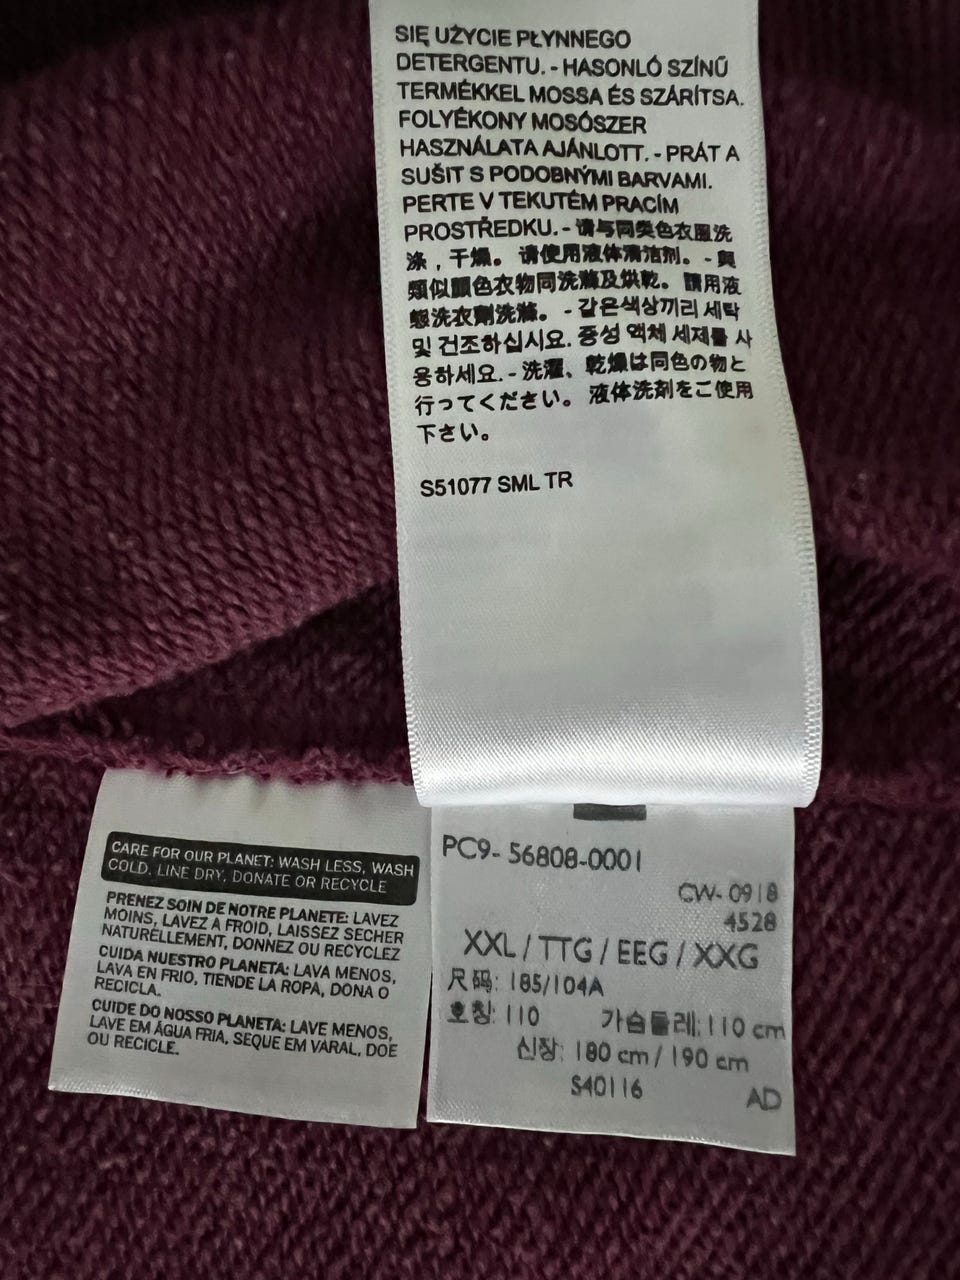 SIĘ UŻYCIE PŁYNNEGO
DETERGENTU. - HASONLÓ SZÍNŰ
TERMÉKKEL MOSSA ÉS SZÁRÍTSA.
FOLYÉKONY MOSÓSZER
HASZNÁLATA AJÁNLOTT. - PRÁT A
SUŠIT S PODOBNÝMI BARVAMI.
PERTE V TEKUTÉM PRACÍM
PROSTŘEDKU. - 请与同类色衣服洗
涤，干燥。 请使用液体清洁剂。 - 與
類似顏色衣物同洗滌及烘乾。 請用液
態洗衣劑洗滌。 - 같은색상끼리 세탁
및 건조하십시요. 중성 액체 세제를 사
용하세요. - 洗濯、乾燥は同色の物と
行ってください。 液体洗剤をご使用
下さい。
S51077 SML TR
CARE FOR OUR PLANET: WASH LESS, WASH
COLD, LINE DRY, DONATE OR RECYCLE
PRENEZ SOIN DE NOTRE PLANETE: LAVEZ
MOINS, LAVEZ À FROID, LAISSEZ SECHER
NATURELLEMENT, DONNEZ OU RECYCLEZ
CUIDA NUESTRO PLANETA: LAVA MENOS,
LAVA EN FRIO, TIENDE LA ROPA, DONA O
RECICLA.
CUIDE DO NOSSO PLANETA: LAVE MENOS,
LAVE EM ÁGUA FRIA, SEQUE EM VARAL, DOE
OU RECICLE.
PC9- 56808-0001
CW- 0918
4528
XXL / TTG / EEG / XXG
尺码: 185/104A
호칭: 110 가슴둘레: 110 cm
신장: 180 cm / 190 cm
S40116 AD